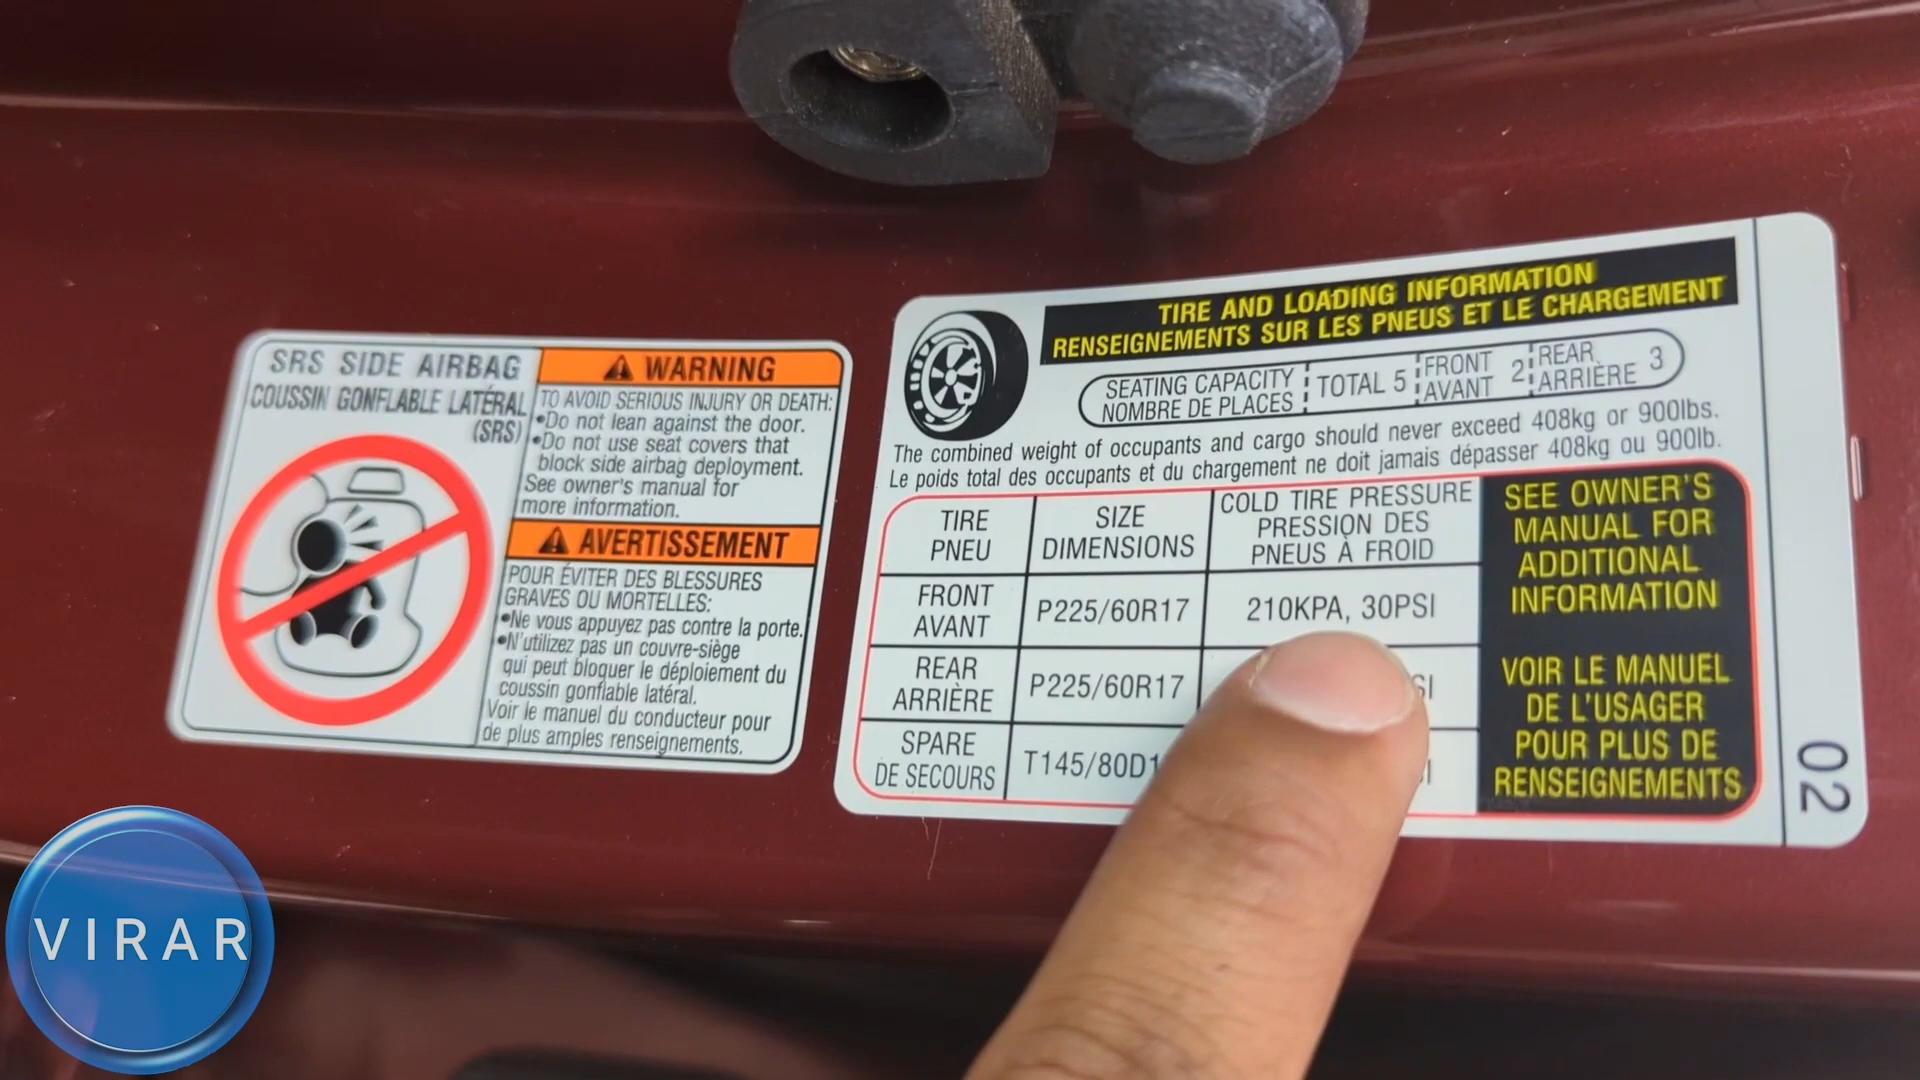 SRS SIDE AIRBAG
COUSSIN GONFLABLE LATÉRAL
(SRS)
WARNING
TO AVOID SERIOUS INJURY OR DEATH:
•Do not lean against the door.
•Do not use seat covers that
block side airbag deployment.
See owner's manual for
more information.
AVERTISSEMENT
POUR ÉVITER DES BLESSURES
GRAVES OU MORTELLES:
•Ne vous appuyez pas contre la porte.
•N'utilizez pas un couvre-siège
qui peut bloquer le déploiement du
coussin gonflable latéral.
Voir le manuel du conducteur pour
de plus amples renseignements.
TIRE AND LOADING INFORMATION
RENSEIGNEMENTS SUR LES PNEUS ET LE CHARGEMENT
SEATING CAPACITY
NOMBRE DE PLACES
TOTAL 5
FRONT
AVANT
2
REAR
ARRIÈRE
3
The combined weight of occupants and cargo should never exceed 408kg or 900lbs.
Le poids total des occupants et du chargement ne doit jamais dépasser 408kg ou 900lb.
TIRE
PNEU
SIZE
DIMENSIONS
COLD TIRE PRESSURE
PRESSION DES
PNEUS À FROID
FRONT
AVANT
P225/60R17
210KPA, 30PSI
REAR
ARRIÈRE
P225/60R17
SPARE
DE SECOURS
SEE OWNER'S
MANUAL FOR
ADDITIONAL
INFORMATION
VOIR LE MANUEL
DE L'USAGER
POUR PLUS DE
RENSEIGNEMENTS
02
VIRAR